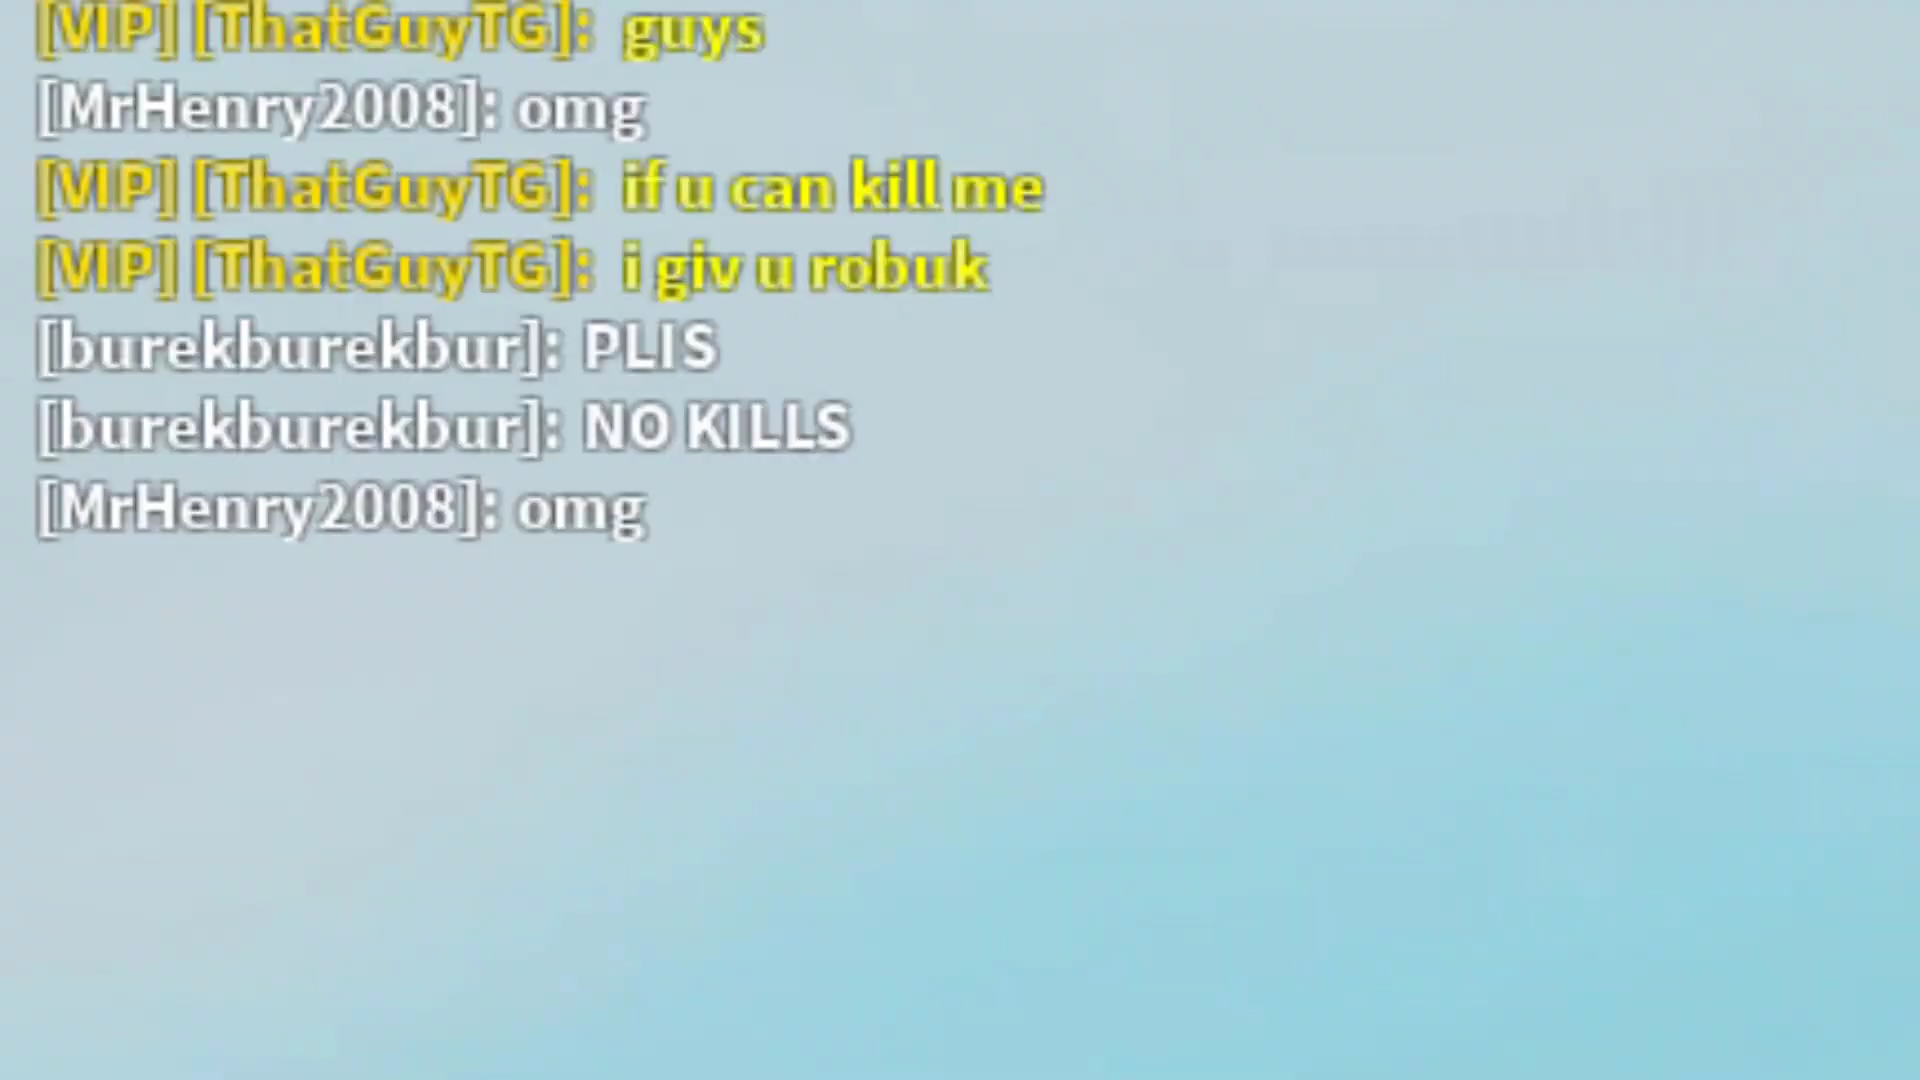 [VIP] [ThatGuyTG]: guys
[MrHenry2008]: omg
[VIP] [ThatGuyTG]: if u can kill me
[VIP] [ThatGuyTG]: i giv u robuk
[burekburekbur]: PLIS
[burekburekbur]: NO KILLS
[MrHenry2008]: omg